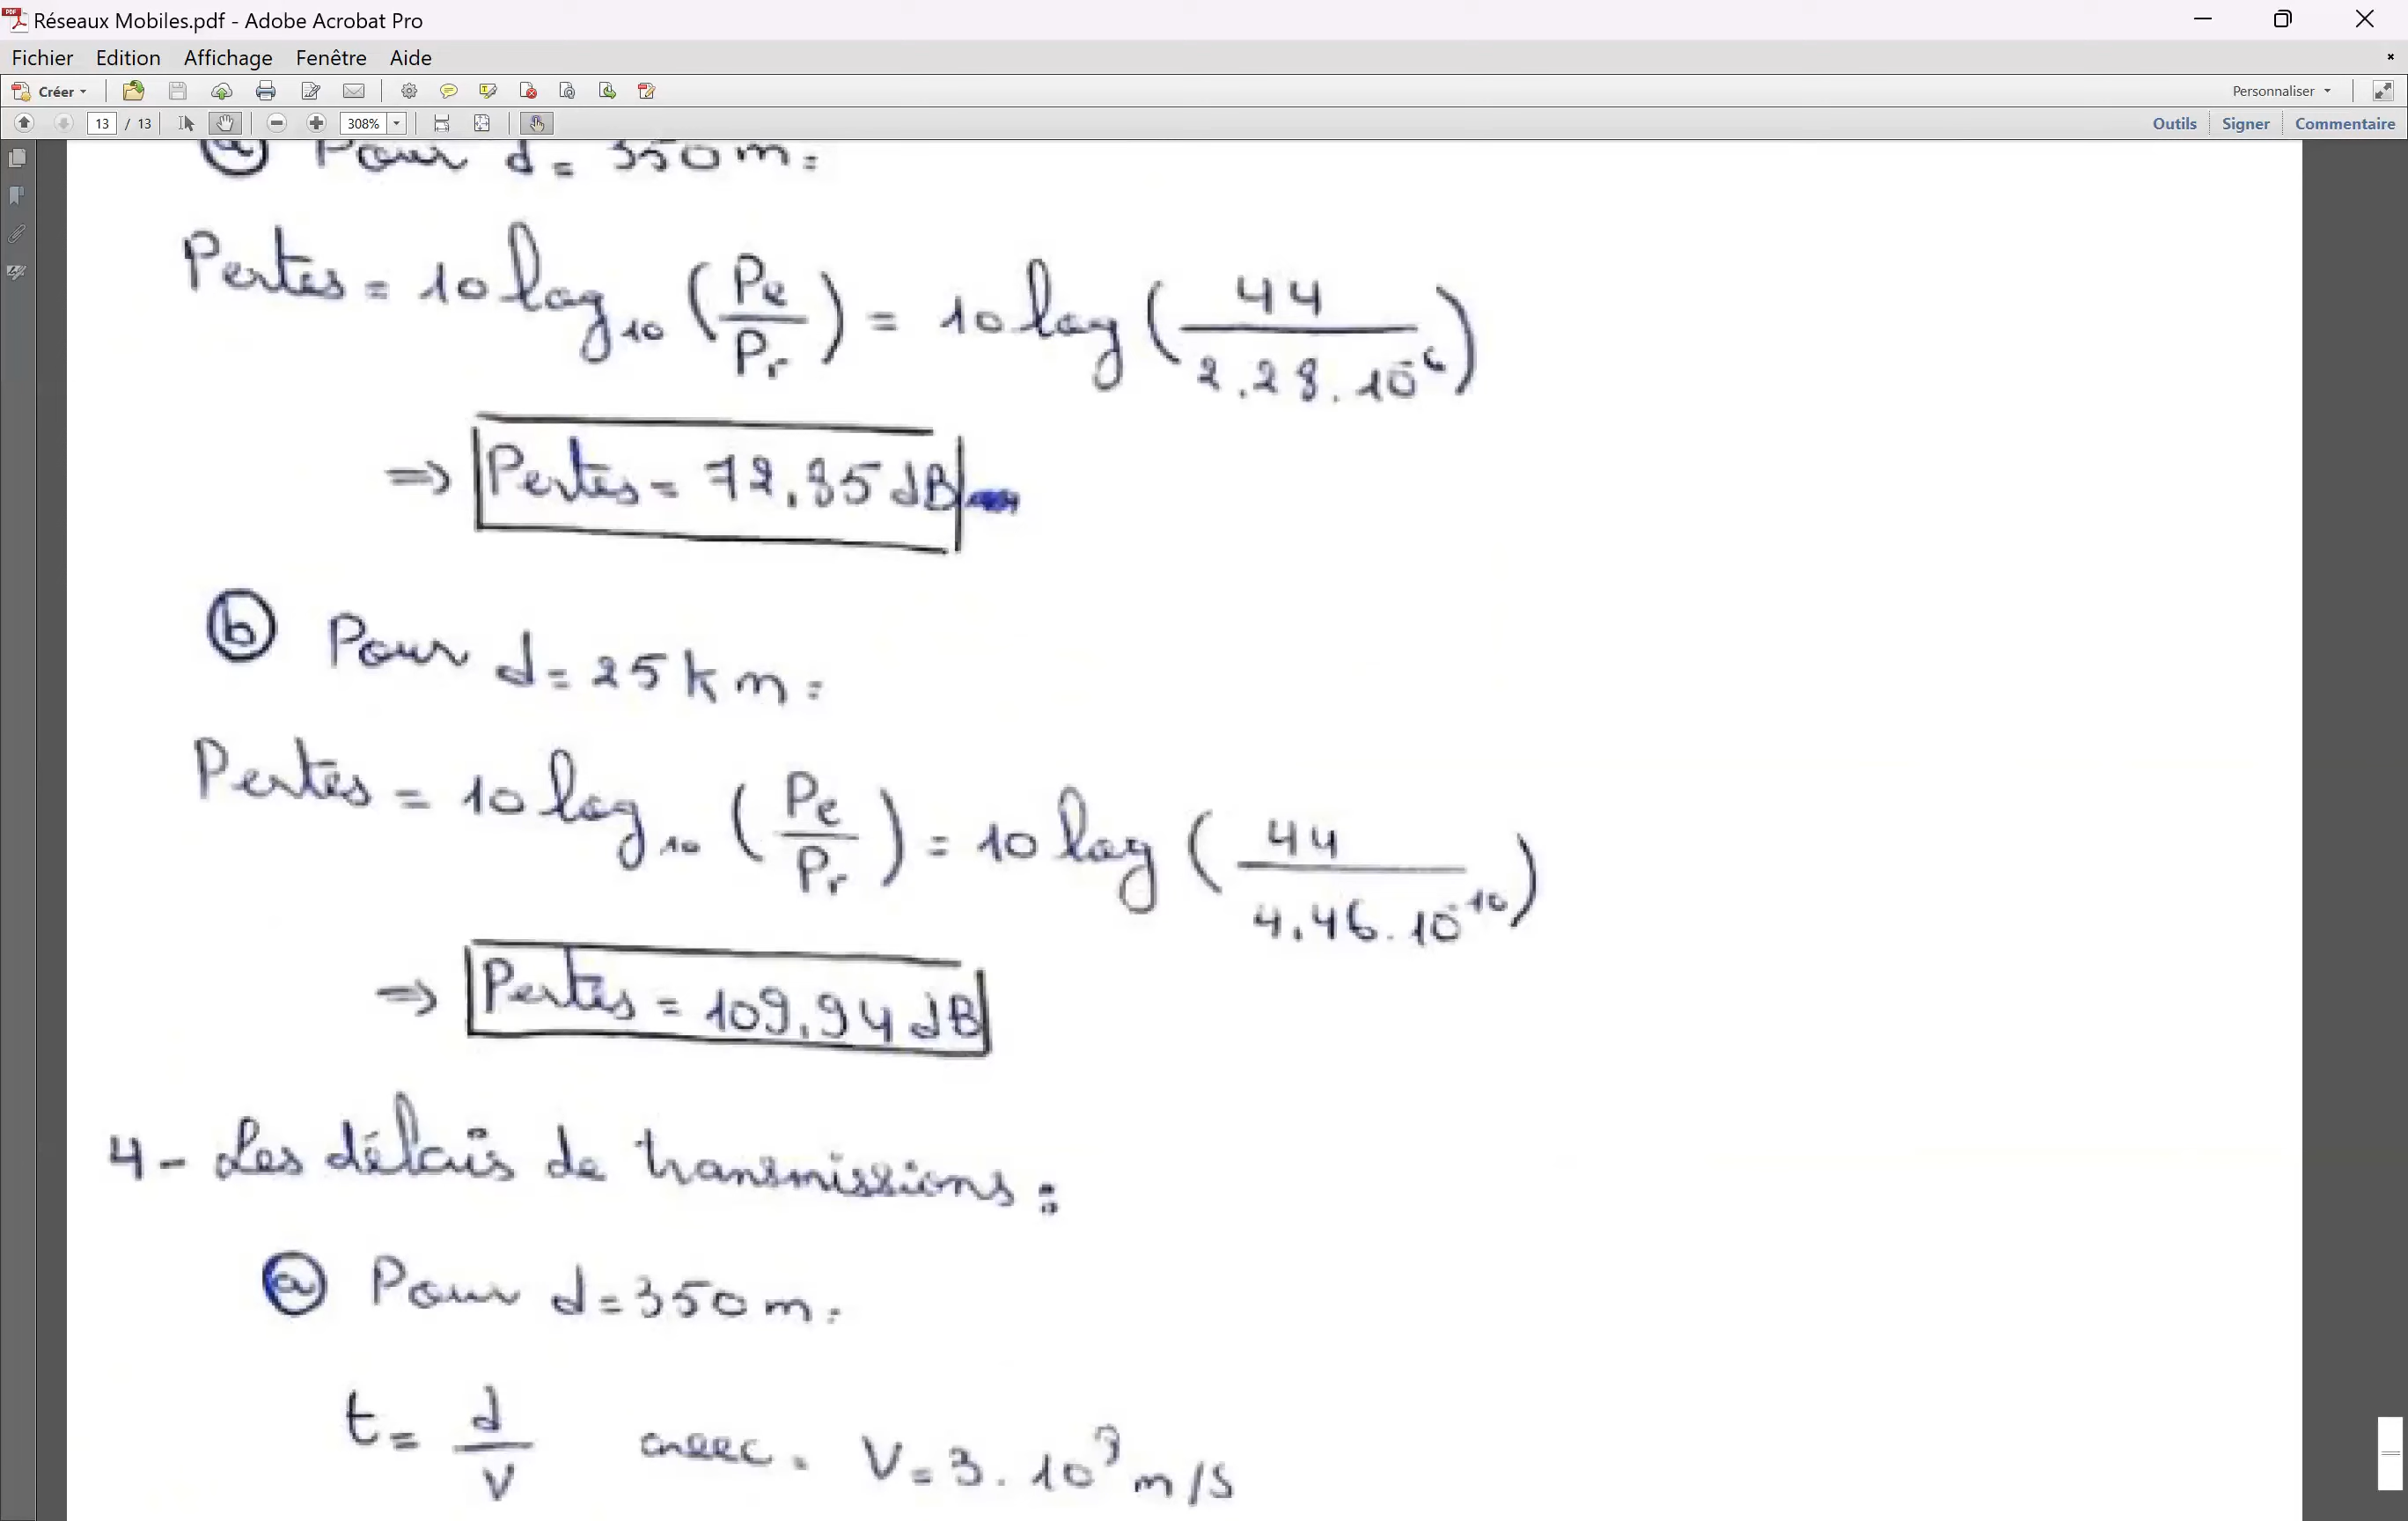 Réseaux Mobiles.pdf - Adobe Acrobat Pro
Fichier Edition Affichage Fenêtre Aide
Créer Personnaliser
13 / 13 308% Outils Signer Commentaire
ⓐ Pour d = 350 m :
Pertes = 10 log₁₀ (Pe/Pr) = 10 log (44 / 2.28.10⁻⁶)
⇒ Pertes = 72,85 dB
ⓑ Pour d = 25 km :
Pertes = 10 log₁₀ (Pe/Pr) = 10 log (44 / 4.46.10⁻¹⁰)
⇒ Pertes = 109,94 dB
4 - Les délais de transmissions :
ⓐ Pour d = 350 m :
t = d/V avec : V = 3.10⁸ m/s